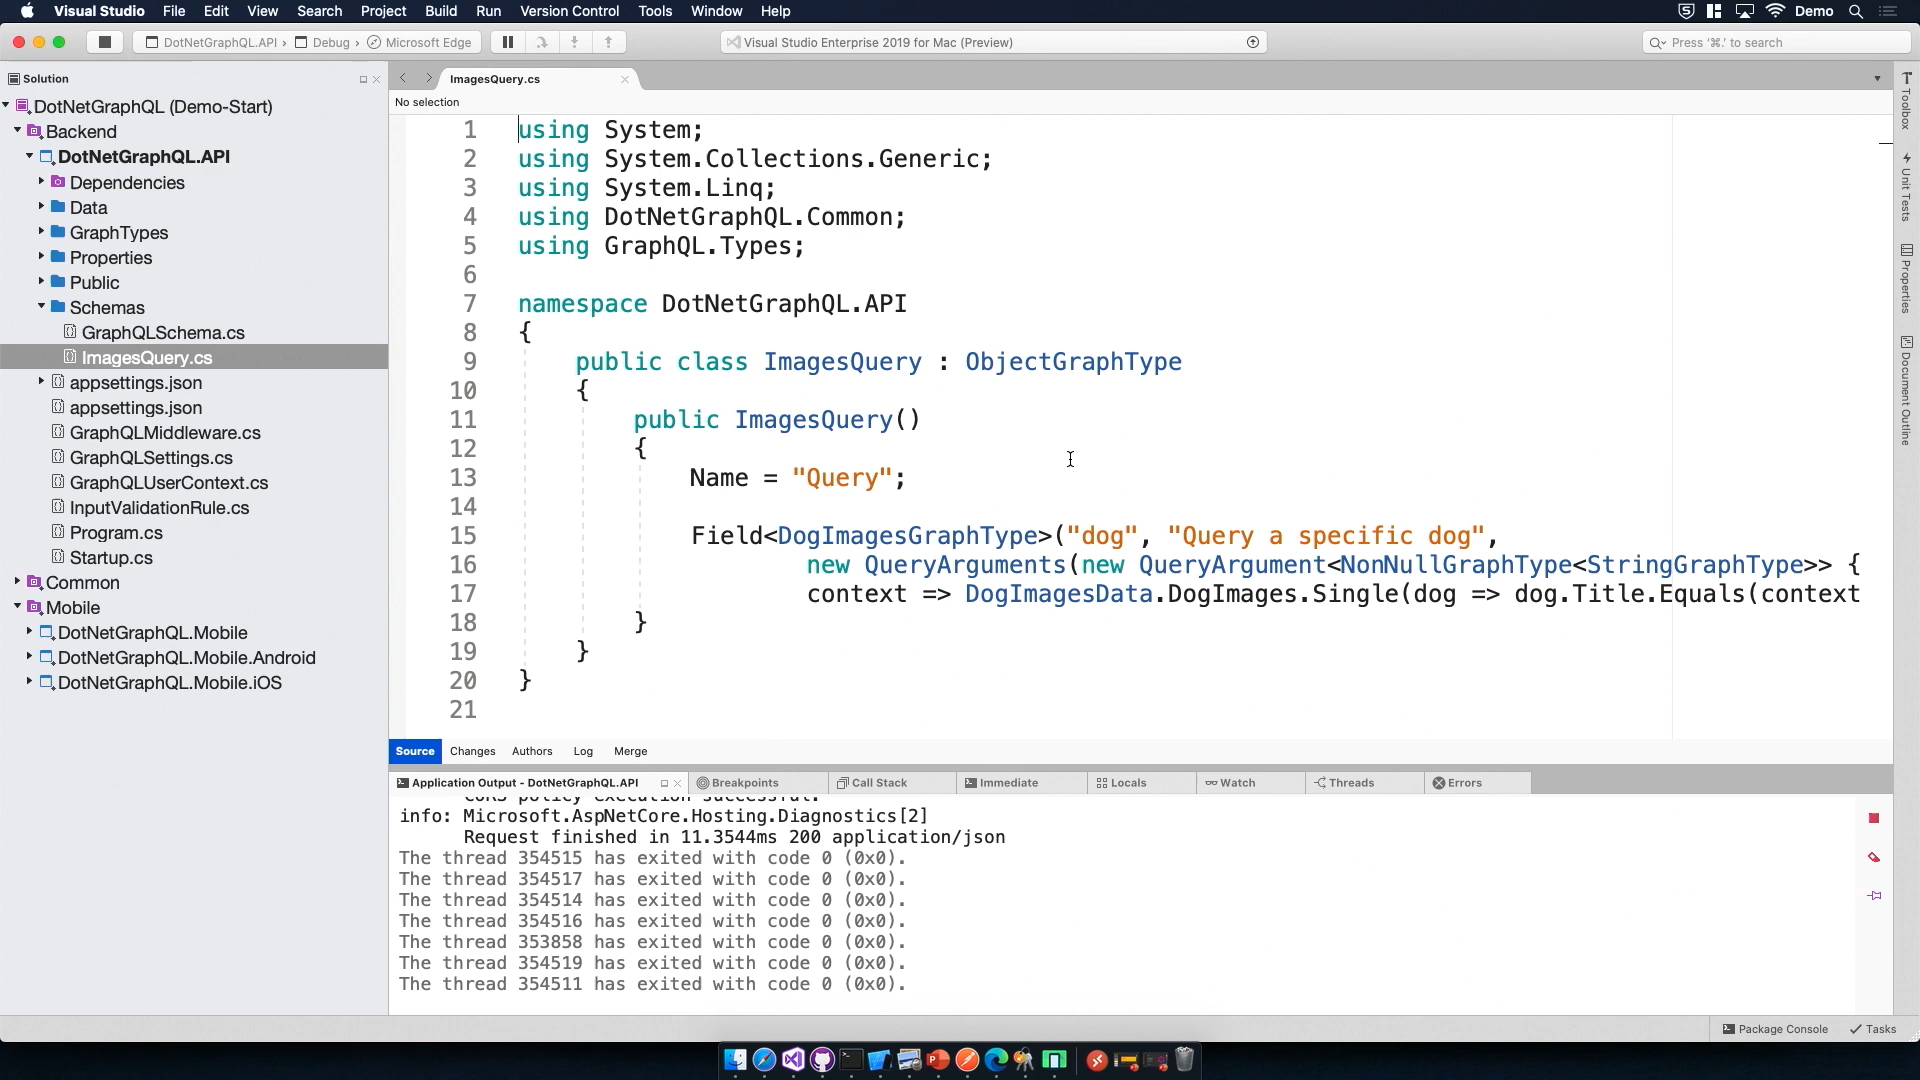 Visual Studio File Edit View Search Project Build Run Version Control Tools Window Help Demo
DotNetGraphQL.API › Debug › Microsoft Edge
Visual Studio Enterprise 2019 for Mac (Preview)
Press '⌘.' to search
Solution
DotNetGraphQL (Demo-Start)
Backend
DotNetGraphQL.API
Dependencies
Data
GraphTypes
Properties
Public
Schemas
GraphQLSchema.cs
ImagesQuery.cs
appsettings.json
appsettings.json
GraphQLMiddleware.cs
GraphQLSettings.cs
GraphQLUserContext.cs
InputValidationRule.cs
Program.cs
Startup.cs
Common
Mobile
DotNetGraphQL.Mobile
DotNetGraphQL.Mobile.Android
DotNetGraphQL.Mobile.iOS
ImagesQuery.cs
No selection
1 using System;
2 using System.Collections.Generic;
3 using System.Linq;
4 using DotNetGraphQL.Common;
5 using GraphQL.Types;
6
7 namespace DotNetGraphQL.API
8 {
9 public class ImagesQuery : ObjectGraphType
10 {
11 public ImagesQuery()
12 {
13 Name = "Query";
14
15 Field<DogImagesGraphType>("dog", "Query a specific dog",
16 new QueryArguments(new QueryArgument<NonNullGraphType<StringGraphType>> {
17 context => DogImagesData.DogImages.Single(dog => dog.Title.Equals(context
18 }
19 }
20 }
21
Source Changes Authors Log Merge
Application Output - DotNetGraphQL.API Breakpoints Call Stack Immediate Locals Watch Threads Errors
CORS policy execution successful.
info: Microsoft.AspNetCore.Hosting.Diagnostics[2]
Request finished in 11.3544ms 200 application/json
The thread 354515 has exited with code 0 (0x0).
The thread 354517 has exited with code 0 (0x0).
The thread 354514 has exited with code 0 (0x0).
The thread 354516 has exited with code 0 (0x0).
The thread 353858 has exited with code 0 (0x0).
The thread 354519 has exited with code 0 (0x0).
The thread 354511 has exited with code 0 (0x0).
Toolbox
Unit Tests
Properties
Document Outline
Package Console Tasks